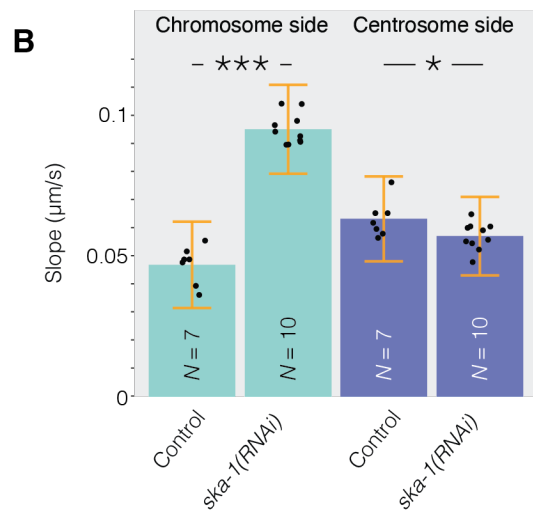 B
Chromosome side
Centrosome side
***
*
Slope (µm/s)
0.1
0.05
0
N = 7
N = 10
N = 7
N = 10
Control
ska-1(RNAi)
Control
ska-1(RNAi)